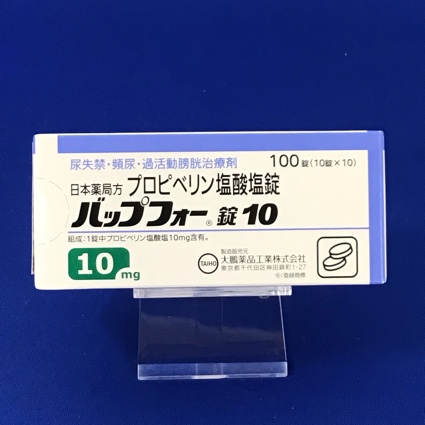 尿失禁・頻尿・過活動膀胱治療剤
100錠(10錠×10)
日本薬局方 プロピベリン塩酸塩錠
バップフォー® 錠10
組成:1錠中プロピベリン塩酸塩10mg含有。
10mg
TAIHO
製造販売元
大鵬薬品工業株式会社
東京都千代田区神田錦町1-27
®:登録商標